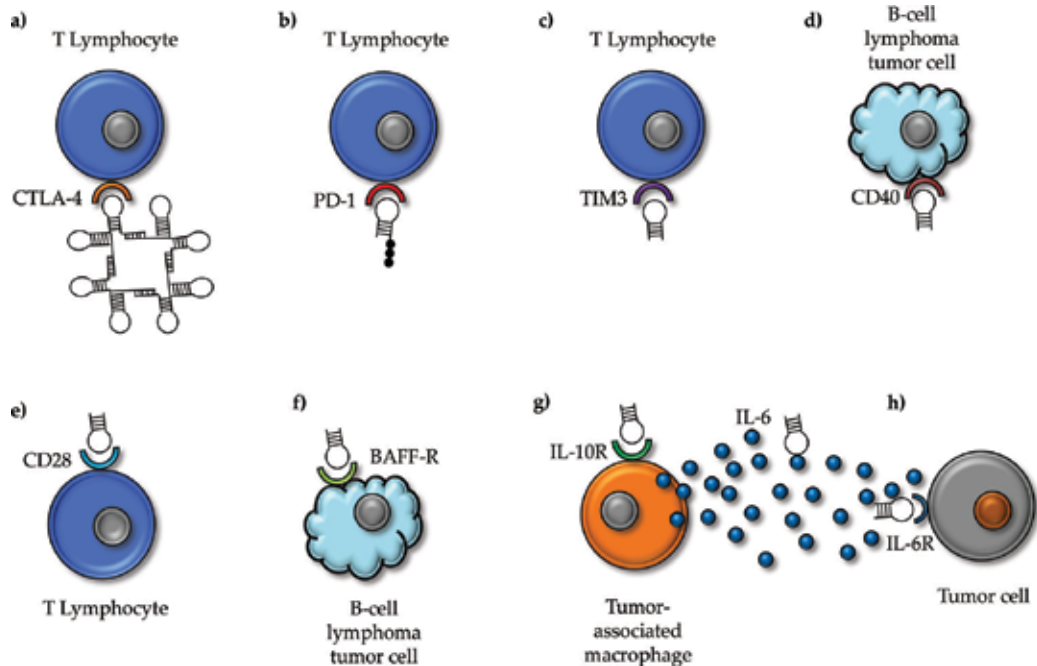 a)
T Lymphocyte
CTLA-4
b)
T Lymphocyte
PD-1
c)
T Lymphocyte
TIM3
d)
B-cell
lymphoma
tumor cell
CD40
e)
CD28
T Lymphocyte
f)
BAFF-R
B-cell
lymphoma
tumor cell
g)
IL-10R
IL-6
Tumor-
associated
macrophage
h)
IL-6R
Tumor cell